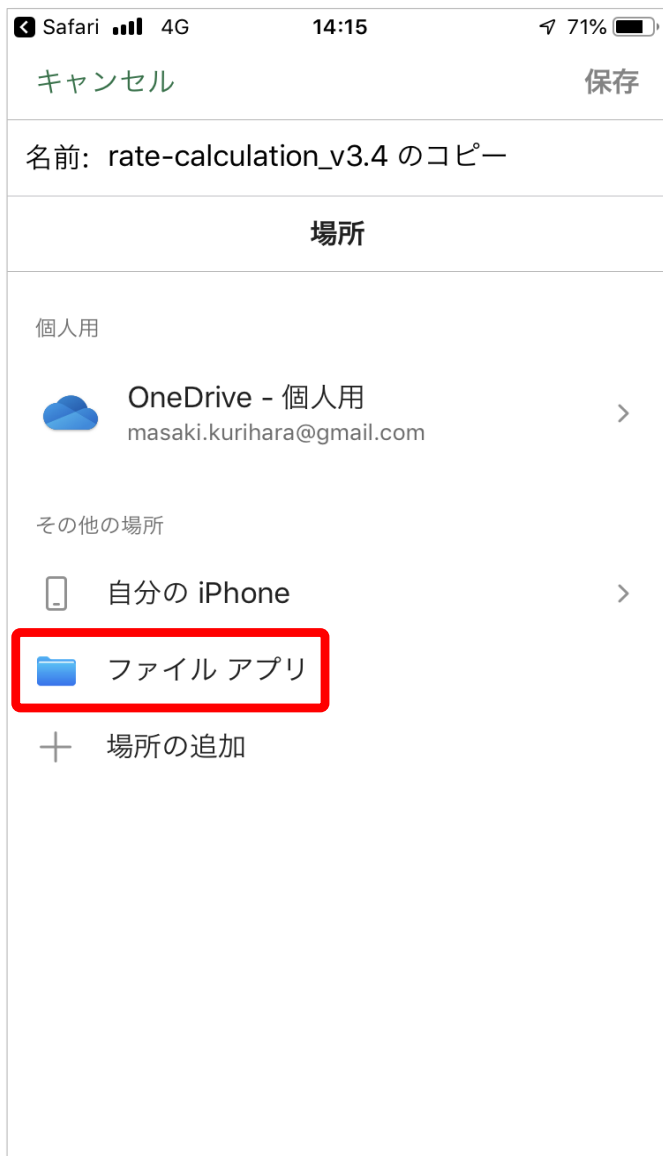 Safari 4G 14:15 71%
キャンセル 保存
名前: rate-calculation_v3.4 のコピー
場所
個人用
OneDrive - 個人用
masaki.kurihara@gmail.com
その他の場所
自分の iPhone
ファイル アプリ
場所の追加